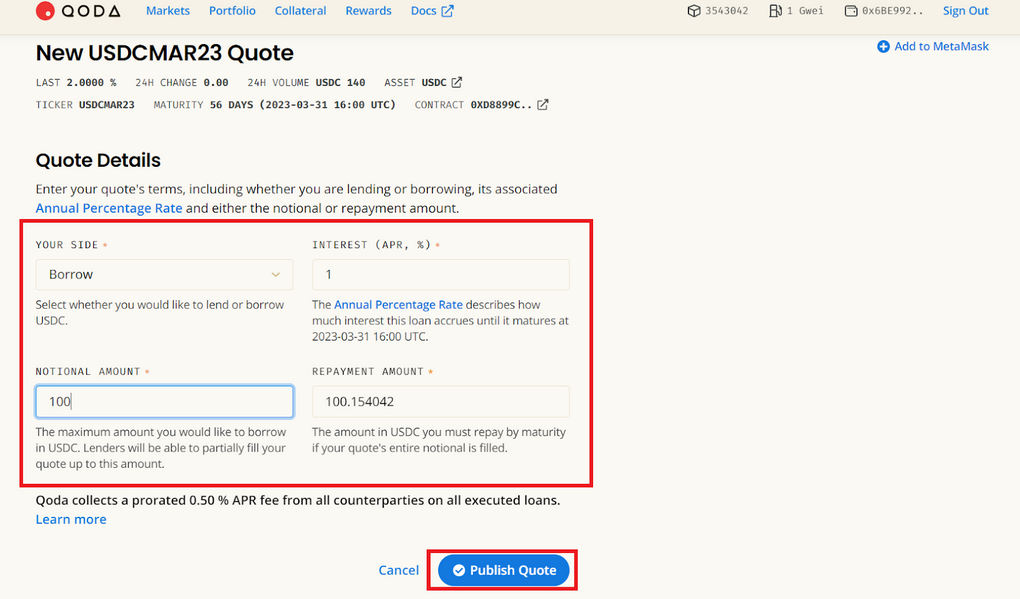 QODA Markets Portfolio Collateral Rewards Docs 3543042 1 Gwei 0x6BE992.. Sign Out
New USDCMAR23 Quote
Add to MetaMask
LAST 2.0000 % 24H CHANGE 0.00 24H VOLUME USDC 140 ASSET USDC
TICKER USDCMAR23 MATURITY 56 DAYS (2023-03-31 16:00 UTC) CONTRACT 0XD8899C..
Quote Details
Enter your quote's terms, including whether you are lending or borrowing, its associated
Annual Percentage Rate and either the notional or repayment amount.
YOUR SIDE *
Borrow
Select whether you would like to lend or borrow
USDC.
INTEREST (APR, %) *
1
The Annual Percentage Rate describes how
much interest this loan accrues until it matures at
2023-03-31 16:00 UTC.
NOTIONAL AMOUNT *
100
The maximum amount you would like to borrow
in USDC. Lenders will be able to partially fill your
quote up to this amount.
REPAYMENT AMOUNT *
100.154042
The amount in USDC you must repay by maturity
if your quote's entire notional is filled.
Qoda collects a prorated 0.50 % APR fee from all counterparties on all executed loans.
Learn more
Cancel Publish Quote